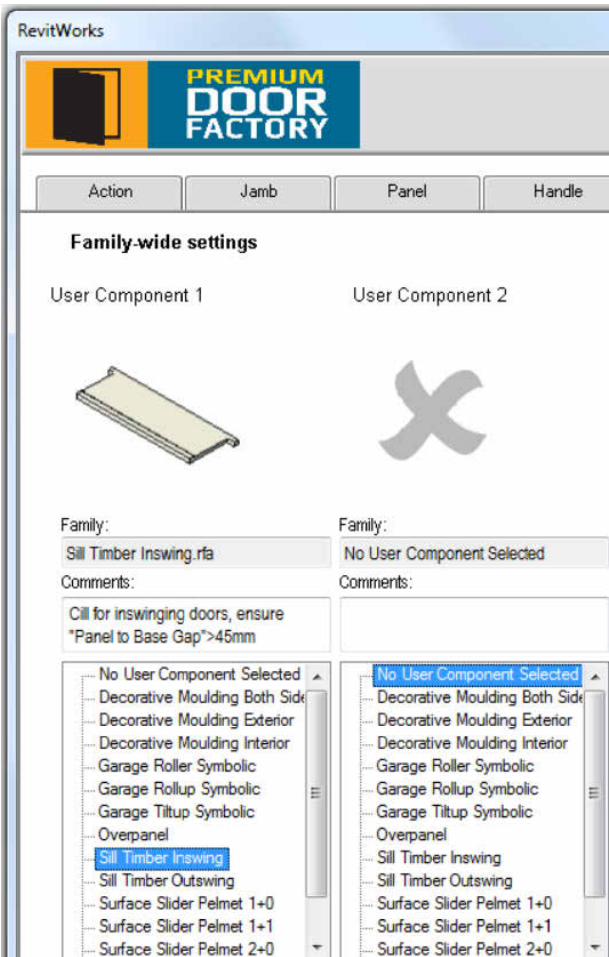 RevitWorks
PREMIUM
DOOR
FACTORY
Action Jamb Panel Handle
Family-wide settings
User Component 1 User Component 2
Family: Family:
Sill Timber Inswing.rfa No User Component Selected
Comments: Comments:
Cill for inswinging doors, ensure
"Panel to Base Gap">45mm
No User Component Selected
Decorative Moulding Both Side
Decorative Moulding Exterior
Decorative Moulding Interior
Garage Roller Symbolic
Garage Rollup Symbolic
Garage Tiltup Symbolic
Overpanel
Sill Timber Inswing
Sill Timber Outswing
Surface Slider Pelmet 1+0
Surface Slider Pelmet 1+1
Surface Slider Pelmet 2+0
No User Component Selected
Decorative Moulding Both Side
Decorative Moulding Exterior
Decorative Moulding Interior
Garage Roller Symbolic
Garage Rollup Symbolic
Garage Tiltup Symbolic
Overpanel
Sill Timber Inswing
Sill Timber Outswing
Surface Slider Pelmet 1+0
Surface Slider Pelmet 1+1
Surface Slider Pelmet 2+0